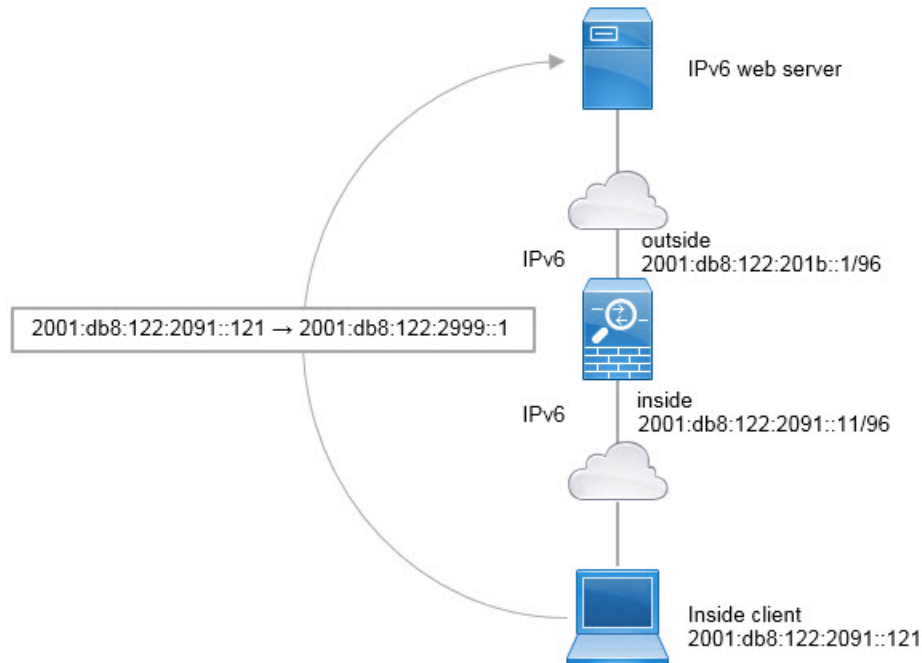 IPv6 web server
outside
IPv6
2001:db8:122:201b::1/96
2001:db8:122:2091::121 → 2001:db8:122:2999::1
inside
IPv6
2001:db8:122:2091::11/96
Inside client
2001:db8:122:2091::121